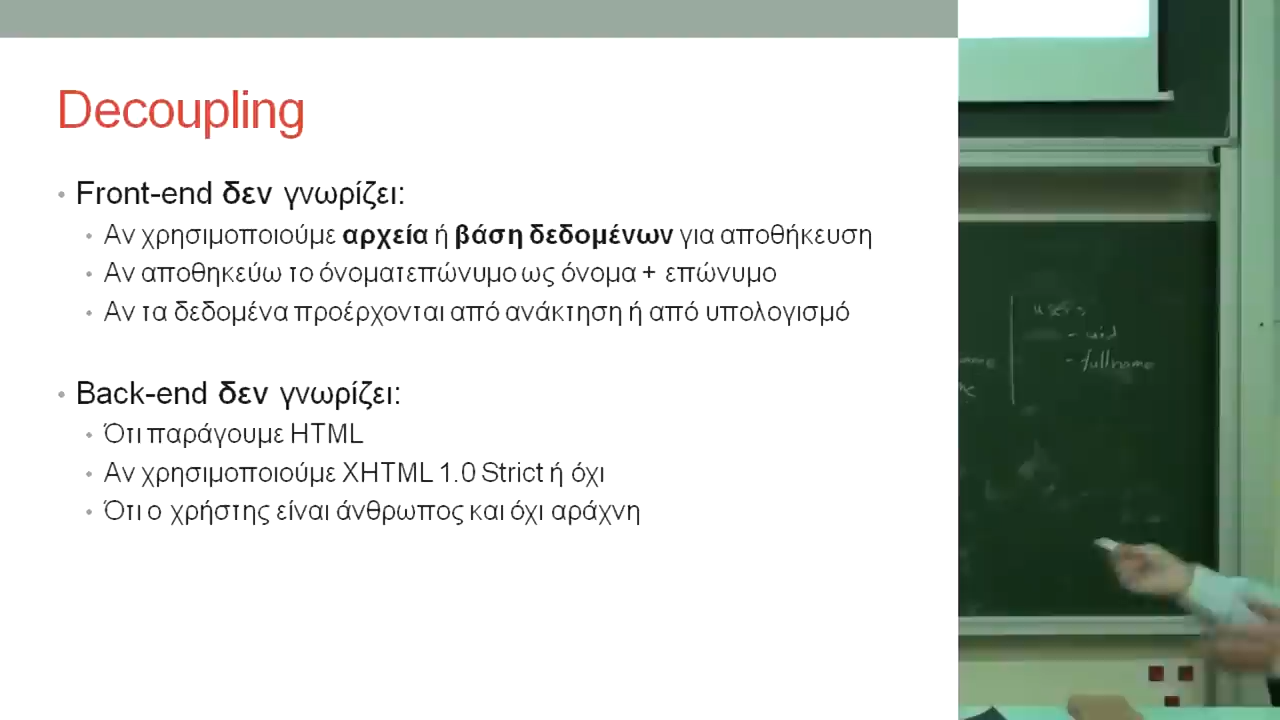 Decoupling
• Front-end δεν γνωρίζει:
• Αν χρησιμοποιούμε αρχεία ή βάση δεδομένων για αποθήκευση
• Αν αποθηκεύω το όνοματεπώνυμο ως όνομα + επώνυμο
• Αν τα δεδομένα προέρχονται από ανάκτηση ή από υπολογισμό
• Back-end δεν γνωρίζει:
• Ότι παράγουμε HTML
• Αν χρησιμοποιούμε XHTML 1.0 Strict ή όχι
• Ότι ο χρήστης είναι άνθρωπος και όχι αράχνη
users
- uid
- fullname